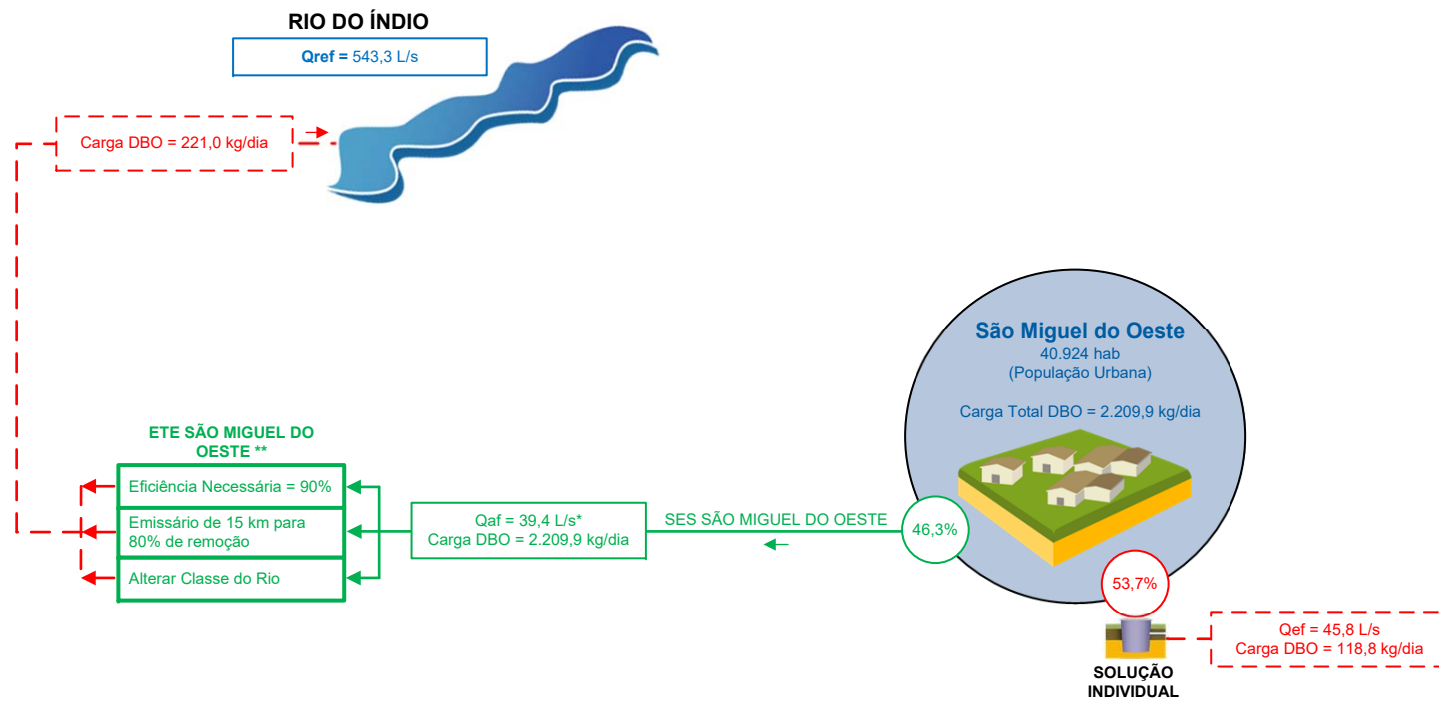 RIO DO ÍNDIO
Qref = 543,3 L/s
Carga DBO = 221,0 kg/dia
São Miguel do Oeste
40.924 hab
(População Urbana)
Carga Total DBO = 2.209,9 kg/dia
ETE SÃO MIGUEL DO
OESTE **
Eficiência Necessária = 90%
Emissário de 15 km para
80% de remoção
Alterar Classe do Rio
Qaf = 39,4 L/s*
Carga DBO = 2.209,9 kg/dia
SES SÃO MIGUEL DO OESTE
46,3%
53,7%
Qef = 45,8 L/s
Carga DBO = 118,8 kg/dia
SOLUÇÃO
INDIVIDUAL